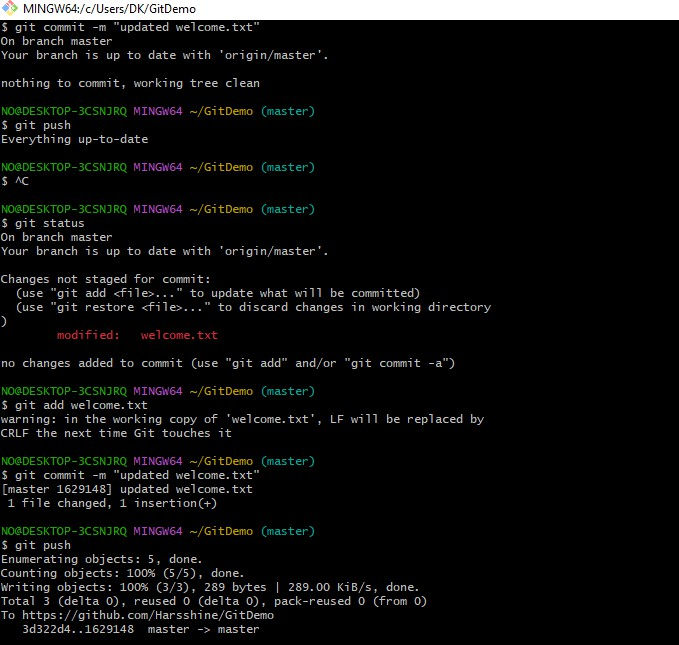 MINGW64:/c/Users/DK/GitDemo
$ git commit -m "updated welcome.txt"
On branch master
Your branch is up to date with 'origin/master'.
nothing to commit, working tree clean
NO@DESKTOP-3CSNJRQ MINGW64 ~/GitDemo (master)
$ git push
Everything up-to-date
NO@DESKTOP-3CSNJRQ MINGW64 ~/GitDemo (master)
$ ^C
NO@DESKTOP-3CSNJRQ MINGW64 ~/GitDemo (master)
$ git status
On branch master
Your branch is up to date with 'origin/master'.
Changes not staged for commit:
  (use "git add <file>..." to update what will be committed)
  (use "git restore <file>..." to discard changes in working directory
)
        modified:   welcome.txt
no changes added to commit (use "git add" and/or "git commit -a")
NO@DESKTOP-3CSNJRQ MINGW64 ~/GitDemo (master)
$ git add welcome.txt
warning: in the working copy of 'welcome.txt', LF will be replaced by
CRLF the next time Git touches it
NO@DESKTOP-3CSNJRQ MINGW64 ~/GitDemo (master)
$ git commit -m "updated welcome.txt"
[master 1629148] updated welcome.txt
 1 file changed, 1 insertion(+)
NO@DESKTOP-3CSNJRQ MINGW64 ~/GitDemo (master)
$ git push
Enumerating objects: 5, done.
Counting objects: 100% (5/5), done.
Writing objects: 100% (3/3), 289 bytes | 289.00 KiB/s, done.
Total 3 (delta 0), reused 0 (delta 0), pack-reused 0 (from 0)
To https://github.com/Harsshine/GitDemo
   3d322d4..1629148  master -> master